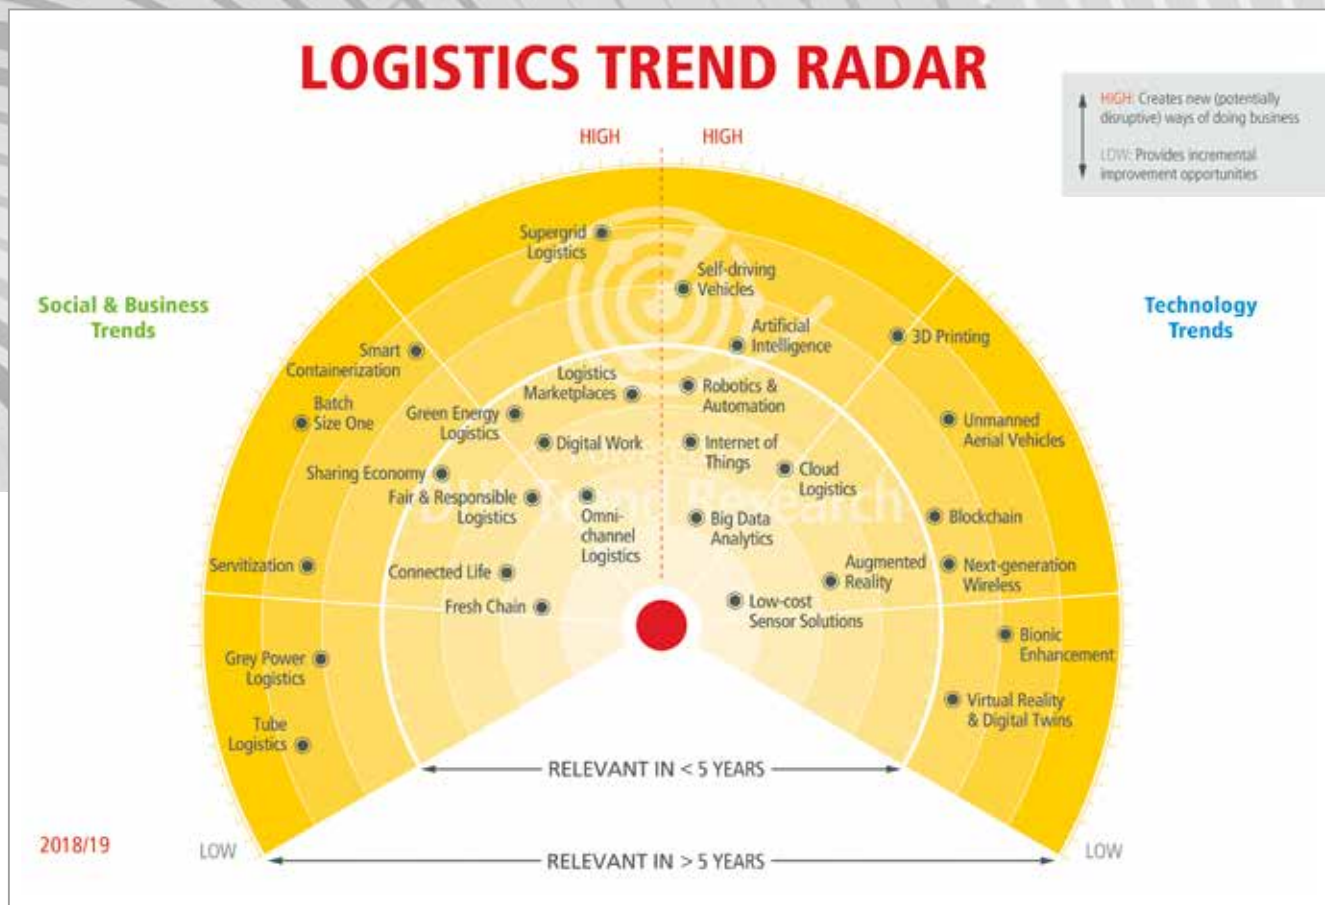 LOGISTICS TREND RADAR
HIGH: Creates new (potentially
disruptive) ways of doing business
LOW: Provides incremental
improvement opportunities
HIGH
HIGH
Social & Business
Trends
Technology
Trends
Supergrid
Logistics
Self-driving
Vehicles
Artificial
Intelligence
3D Printing
Smart
Containerization
Logistics
Marketplaces
Robotics &
Automation
Batch
Size One
Green Energy
Logistics
Unmanned
Aerial Vehicles
Digital Work
Internet of
Things
Cloud
Logistics
Sharing Economy
Fair & Responsible
Logistics
Omni-
channel
Logistics
Big Data
Analytics
Blockchain
Trend Research
Servitization
Connected Life
Augmented
Reality
Next-generation
Wireless
Fresh Chain
Low-cost
Sensor Solutions
Bionic
Enhancement
Grey Power
Logistics
Virtual Reality
& Digital Twins
Tube
Logistics
RELEVANT IN < 5 YEARS
2018/19
LOW
RELEVANT IN > 5 YEARS
LOW